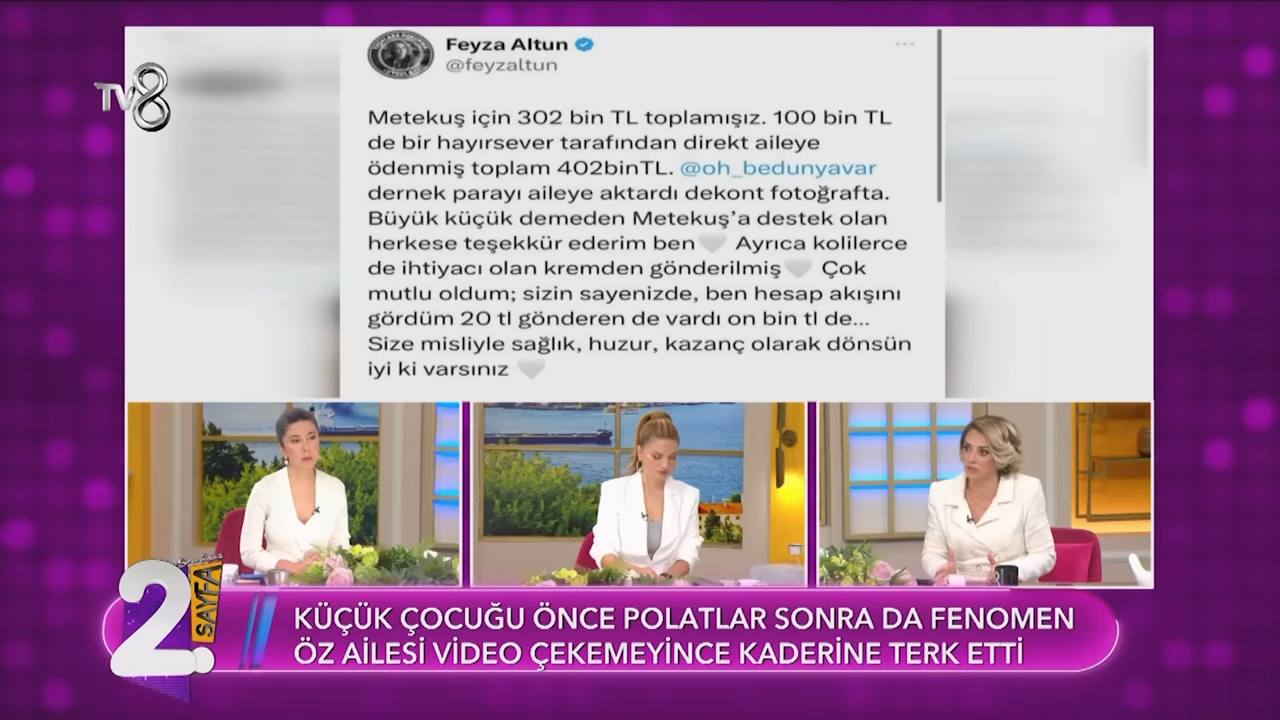 Feyza Altun
@feyzaltun
TV8
Metekuş için 302 bin TL toplamışız. 100 bin TL
de bir hayırsever tarafından direkt aileye
ödenmiş toplam 402binTL. @oh_bedunyavar
dernek parayı aileye aktardı dekont fotoğrafta.
Büyük küçük demeden Metekuş’a destek olan
herkese teşekkür ederim ben🤍 Ayrıca kolilerce
de ihtiyacı olan kremden gönderilmiş🤍 Çok
mutlu oldum; sizin sayenizde, ben hesap akışını
gördüm 20 tl gönderen de vardı on bin tl de...
Size misliyle sağlık, huzur, kazanç olarak dönsün
iyi ki varsınız 🤍
2. SAYFA
KÜÇÜK ÇOCUĞU ÖNCE POLATLAR SONRA DA FENOMEN
ÖZ AİLESİ VİDEO ÇEKEMEYİNCE KADERİNE TERK ETTİ